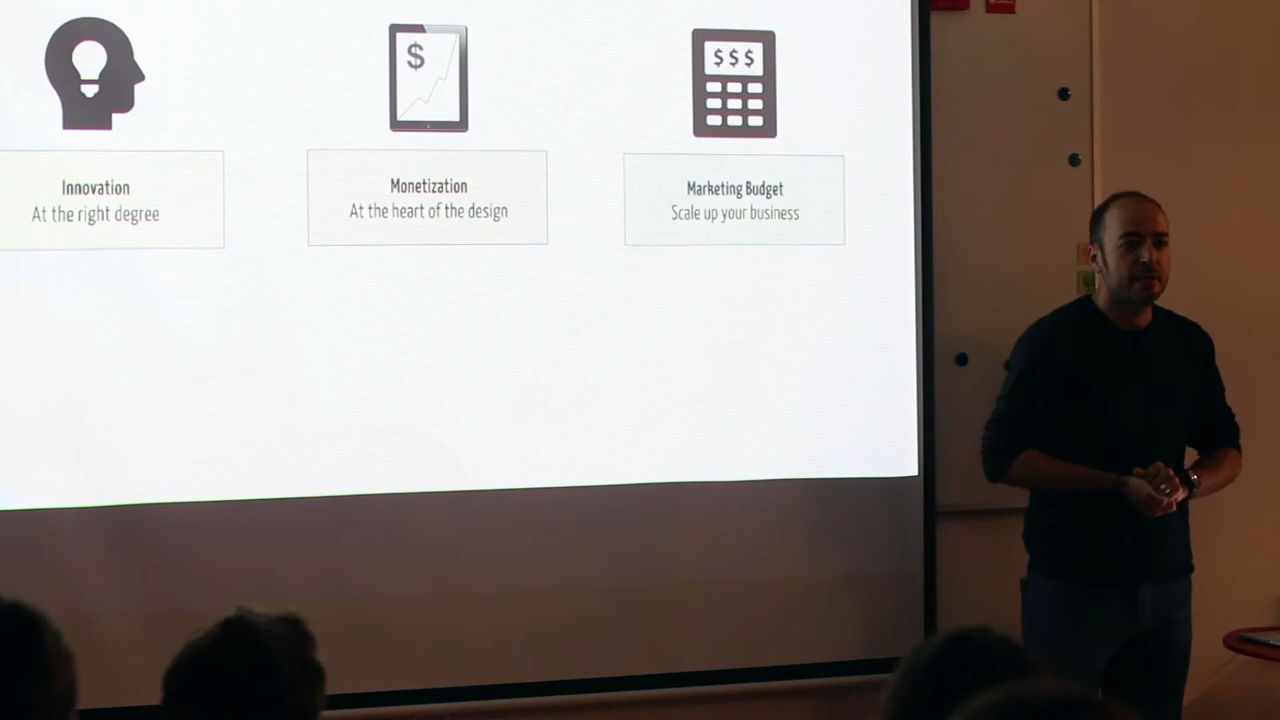 $
$$$
Innovation
At the right degree
Monetization
At the heart of the design
Marketing Budget
Scale up your business